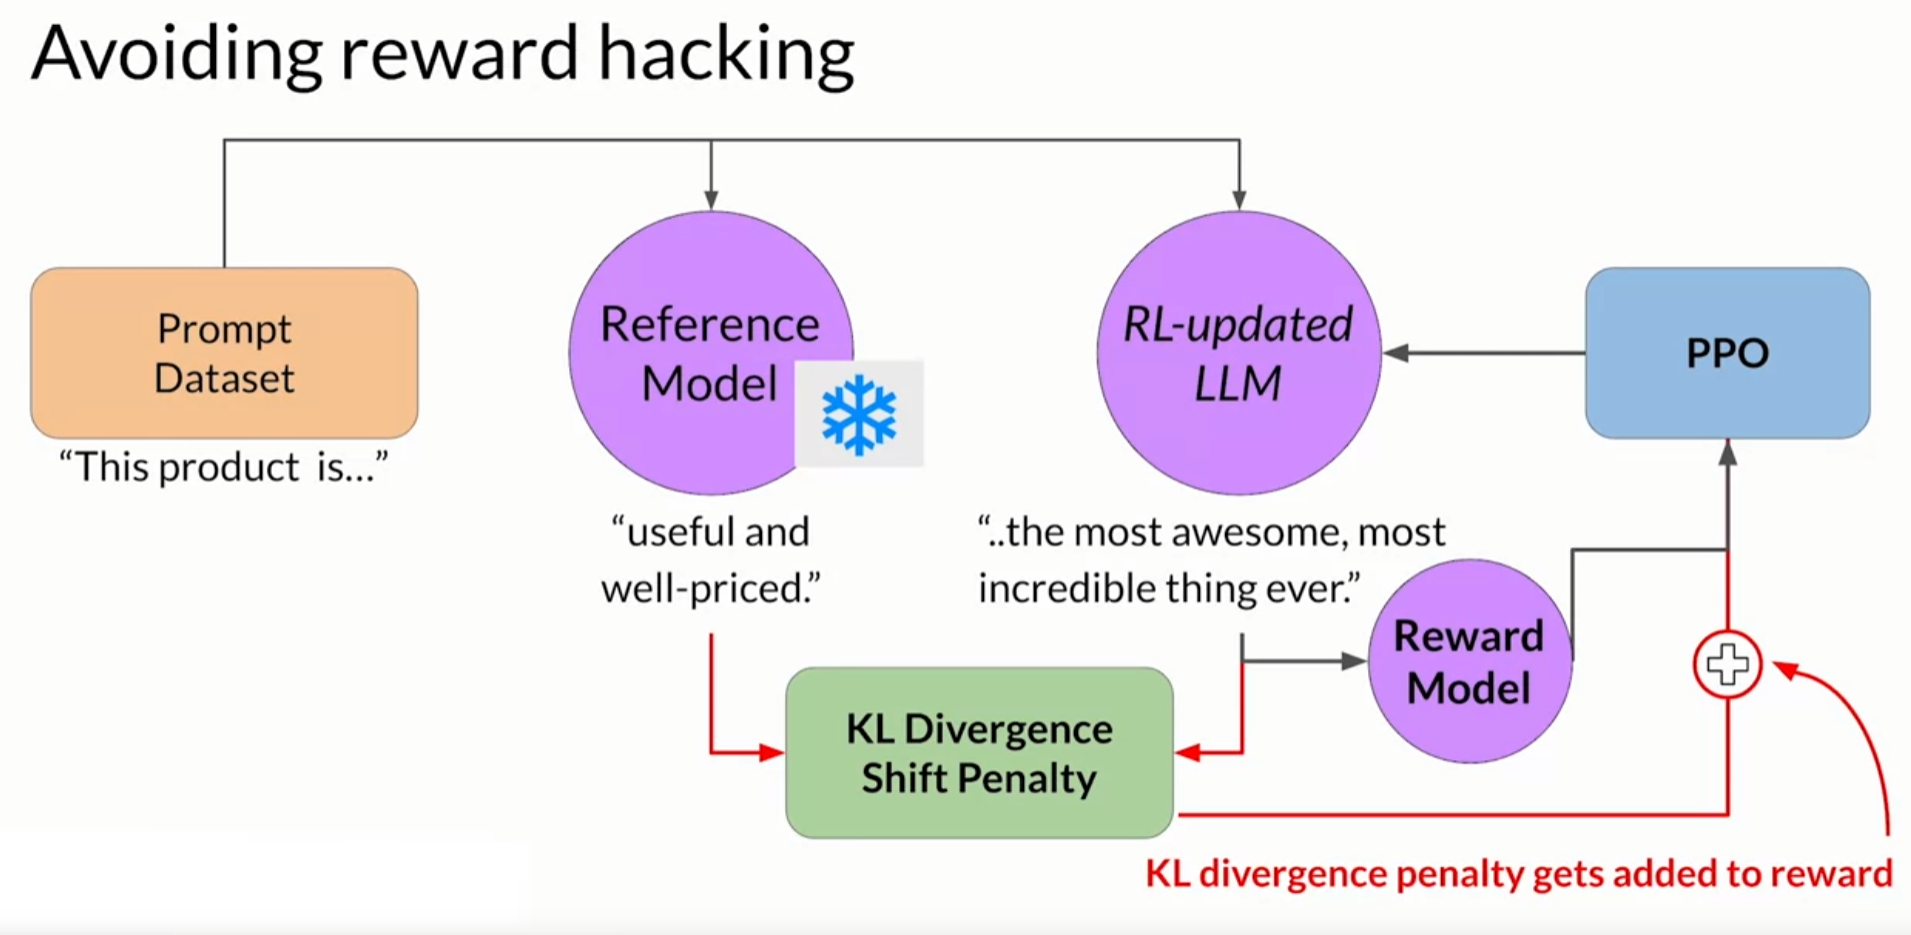 Avoiding reward hacking
Prompt
Dataset
“This product is...”
Reference
Model
“useful and
well-priced.”
RL-updated
LLM
“..the most awesome, most
incredible thing ever.”
PPO
Reward
Model
KL Divergence
Shift Penalty
KL divergence penalty gets added to reward